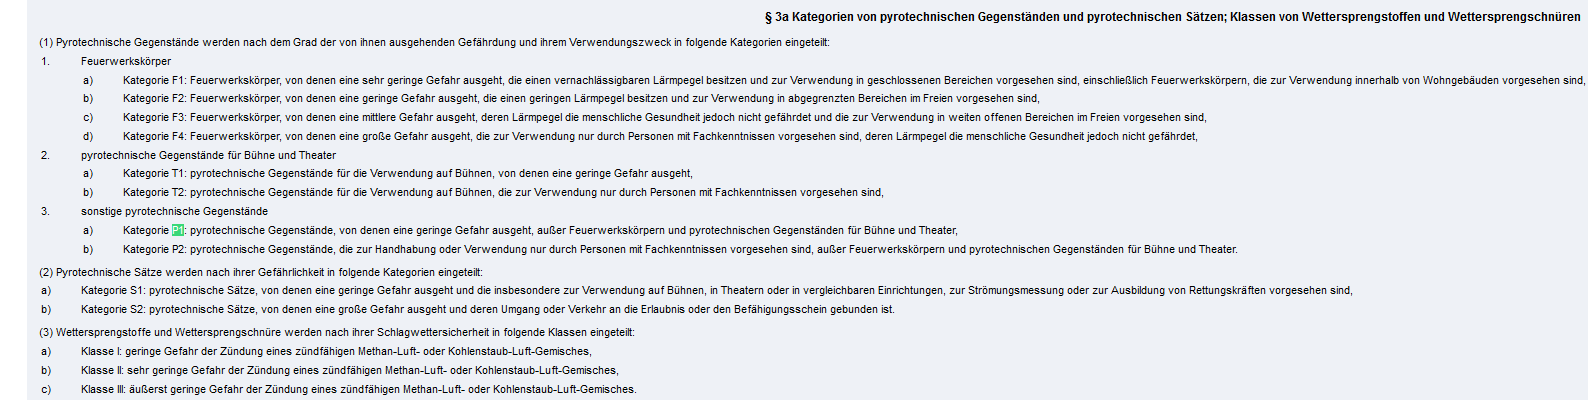 § 3a Kategorien von pyrotechnischen Gegenständen und pyrotechnischen Sätzen; Klassen von Wettersprengstoffen und Wettersprengschnüren
(1) Pyrotechnische Gegenstände werden nach dem Grad der von ihnen ausgehenden Gefährdung und ihrem Verwendungszweck in folgende Kategorien eingeteilt:
1. Feuerwerkskörper
a) Kategorie F1: Feuerwerkskörper, von denen eine sehr geringe Gefahr ausgeht, die einen vernachlässigbaren Lärmpegel besitzen und zur Verwendung in geschlossenen Bereichen vorgesehen sind, einschließlich Feuerwerkskörpern, die zur Verwendung innerhalb von Wohngebäuden vorgesehen sind,
b) Kategorie F2: Feuerwerkskörper, von denen eine geringe Gefahr ausgeht, die einen geringen Lärmpegel besitzen und zur Verwendung in abgegrenzten Bereichen im Freien vorgesehen sind,
c) Kategorie F3: Feuerwerkskörper, von denen eine mittlere Gefahr ausgeht, deren Lärmpegel die menschliche Gesundheit jedoch nicht gefährdet und die zur Verwendung in weiten offenen Bereichen im Freien vorgesehen sind,
d) Kategorie F4: Feuerwerkskörper, von denen eine große Gefahr ausgeht, die zur Verwendung nur durch Personen mit Fachkenntnissen vorgesehen sind, deren Lärmpegel die menschliche Gesundheit jedoch nicht gefährdet,
2. pyrotechnische Gegenstände für Bühne und Theater
a) Kategorie T1: pyrotechnische Gegenstände für die Verwendung auf Bühnen, von denen eine geringe Gefahr ausgeht,
b) Kategorie T2: pyrotechnische Gegenstände für die Verwendung auf Bühnen, die zur Verwendung nur durch Personen mit Fachkenntnissen vorgesehen sind,
3. sonstige pyrotechnische Gegenstände
a) Kategorie P1: pyrotechnische Gegenstände, von denen eine geringe Gefahr ausgeht, außer Feuerwerkskörpern und pyrotechnischen Gegenständen für Bühne und Theater,
b) Kategorie P2: pyrotechnische Gegenstände, die zur Handhabung oder Verwendung nur durch Personen mit Fachkenntnissen vorgesehen sind, außer Feuerwerkskörpern und pyrotechnischen Gegenständen für Bühne und Theater.
(2) Pyrotechnische Sätze werden nach ihrer Gefährlichkeit in folgende Kategorien eingeteilt:
a) Kategorie S1: pyrotechnische Sätze, von denen eine geringe Gefahr ausgeht und die insbesondere zur Verwendung auf Bühnen, in Theatern oder in vergleichbaren Einrichtungen, zur Strömungsmessung oder zur Ausbildung von Rettungskräften vorgesehen sind,
b) Kategorie S2: pyrotechnische Sätze, von denen eine große Gefahr ausgeht und deren Umgang oder Verkehr an die Erlaubnis oder den Befähigungsschein gebunden ist.
(3) Wettersprengstoffe und Wettersprengschnüre werden nach ihrer Schlagwettersicherheit in folgende Klassen eingeteilt:
a) Klasse I: geringe Gefahr der Zündung eines zündfähigen Methan-Luft- oder Kohlenstaub-Luft-Gemisches,
b) Klasse II: sehr geringe Gefahr der Zündung eines zündfähigen Methan-Luft- oder Kohlenstaub-Luft-Gemisches,
c) Klasse III: äußerst geringe Gefahr der Zündung eines zündfähigen Methan-Luft- oder Kohlenstaub-Luft-Gemisches.